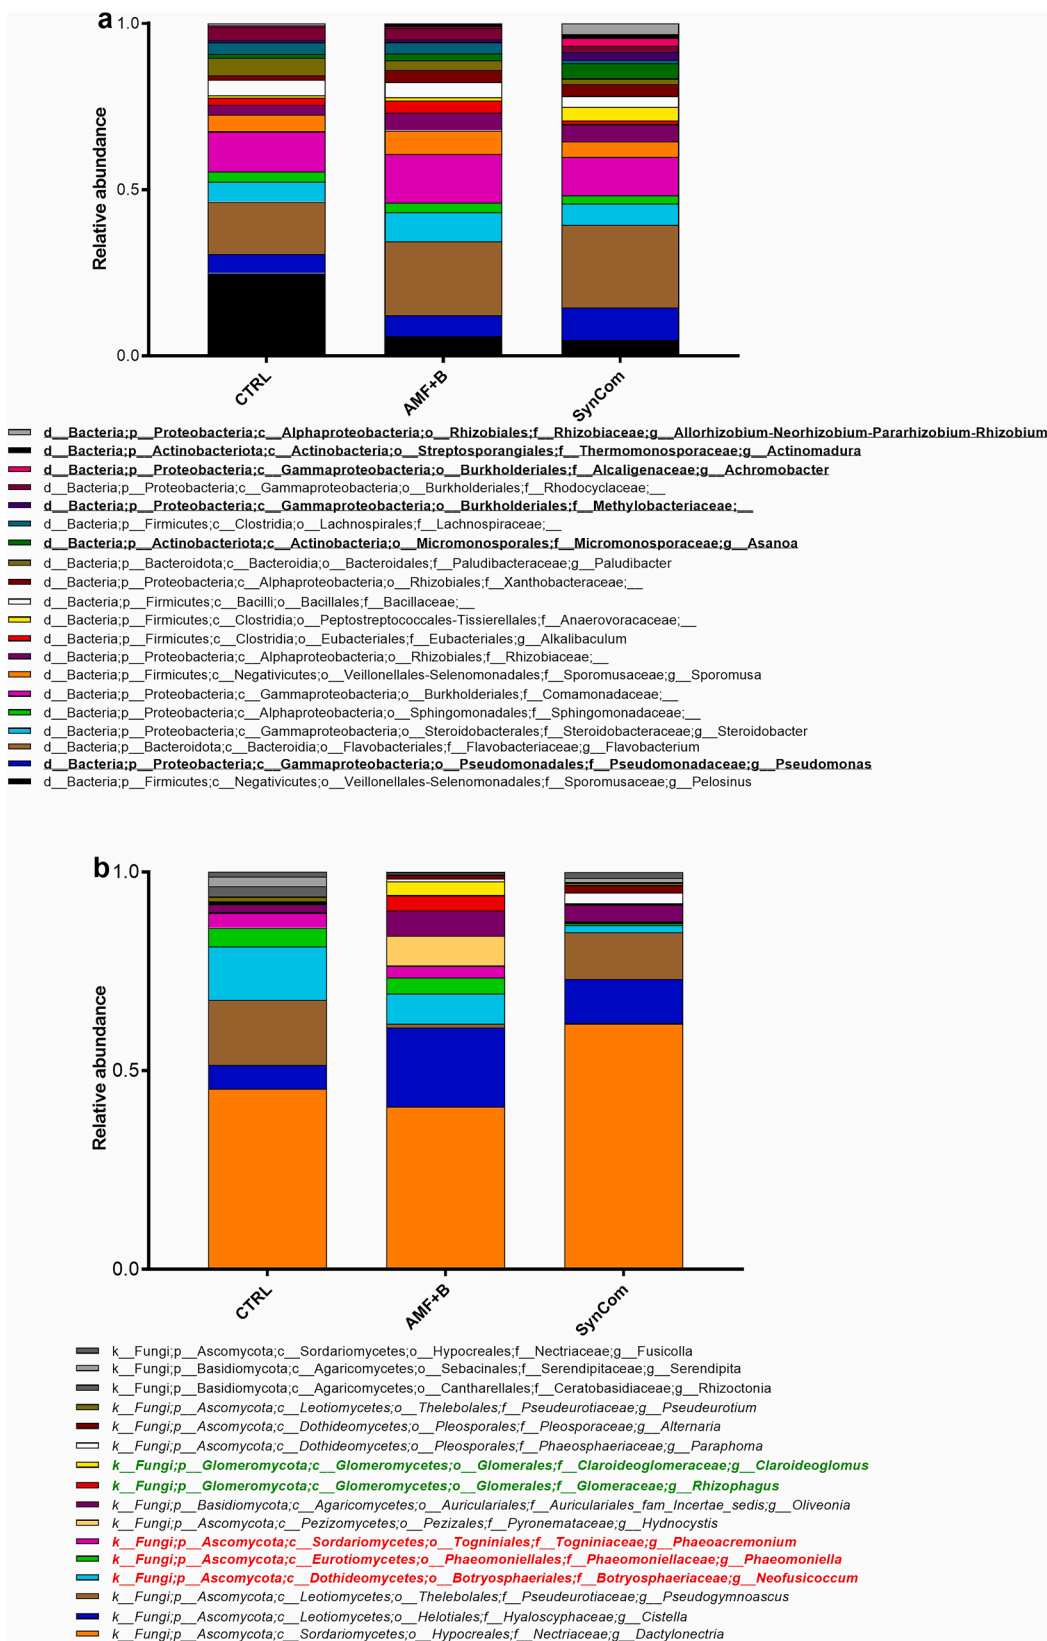 a
1.0
0.5
0.0
Relative abundance
CTRL
AMF+B
SynCom
d__Bacteria;p__Proteobacteria;c__Alphaproteobacteria;o__Rhizobiales;f__Rhizobiaceae;g__Allorhizobium-Neorhizobium-Pararhizobium-Rhizobium
d__Bacteria;p__Actinobacteriota;c__Actinobacteria;o__Streptosporangiales;f__Thermomonosporaceae;g__Actinomadura
d__Bacteria;p__Proteobacteria;c__Gammaproteobacteria;o__Burkholderiales;f__Alcaligenaceae;g__Achromobacter
d__Bacteria;p__Proteobacteria;c__Gammaproteobacteria;o__Burkholderiales;f__Rhodocyclaceae;__
d__Bacteria;p__Proteobacteria;c__Gammaproteobacteria;o__Burkholderiales;f__Methylobacteriaceae;__
d__Bacteria;p__Firmicutes;c__Clostridia;o__Lachnospirales;f__Lachnospiraceae;__
d__Bacteria;p__Actinobacteriota;c__Actinobacteria;o__Micromonosporales;f__Micromonosporaceae;g__Asanoa
d__Bacteria;p__Bacteroidota;c__Bacteroidia;o__Bacteroidales;f__Paludibacteraceae;g__Paludibacter
d__Bacteria;p__Proteobacteria;c__Alphaproteobacteria;o__Rhizobiales;f__Xanthobacteraceae;__
d__Bacteria;p__Firmicutes;c__Bacilli;o__Bacillales;f__Bacillaceae;__
d__Bacteria;p__Firmicutes;c__Clostridia;o__Peptostreptococcales-Tissierellales;f__Anaerovoracaceae;__
d__Bacteria;p__Firmicutes;c__Clostridia;o__Eubacteriales;f__Eubacteriales;g__Alkalibaculum
d__Bacteria;p__Proteobacteria;c__Alphaproteobacteria;o__Rhizobiales;f__Rhizobiaceae;__
d__Bacteria;p__Firmicutes;c__Negativicutes;o__Veillonellales-Selenomonadales;f__Sporomusaceae;g__Sporomusa
d__Bacteria;p__Proteobacteria;c__Gammaproteobacteria;o__Burkholderiales;f__Comamonadaceae;__
d__Bacteria;p__Proteobacteria;c__Alphaproteobacteria;o__Sphingomonadales;f__Sphingomonadaceae;__
d__Bacteria;p__Proteobacteria;c__Gammaproteobacteria;o__Steroidobacterales;f__Steroidobacteraceae;g__Steroidobacter
d__Bacteria;p__Bacteroidota;c__Bacteroidia;o__Flavobacteriales;f__Flavobacteriaceae;g__Flavobacterium
d__Bacteria;p__Proteobacteria;c__Gammaproteobacteria;o__Pseudomonadales;f__Pseudomonadaceae;g__Pseudomonas
d__Bacteria;p__Firmicutes;c__Negativicutes;o__Veillonellales-Selenomonadales;f__Sporomusaceae;g__Pelosinus
b
1.0
0.5
0.0
Relative abundance
CTRL
AMF+B
SynCom
k__Fungi;p__Ascomycota;c__Sordariomycetes;o__Hypocreales;f__Nectriaceae;g__Fusicolla
k__Fungi;p__Basidiomycota;c__Agaricomycetes;o__Sebacinales;f__Serendipitaceae;g__Serendipita
k__Fungi;p__Basidiomycota;c__Agaricomycetes;o__Cantharellales;f__Ceratobasidiaceae;g__Rhizoctonia
k__Fungi;p__Ascomycota;c__Leotiomycetes;o__Thelebolales;f__Pseudeurotiaceae;g__Pseudeurotium
k__Fungi;p__Ascomycota;c__Dothideomycetes;o__Pleosporales;f__Pleosporaceae;g__Alternaria
k__Fungi;p__Ascomycota;c__Dothideomycetes;o__Pleosporales;f__Phaeosphaeriaceae;g__Paraphoma
k__Fungi;p__Glomeromycota;c__Glomeromycetes;o__Glomerales;f__Claroideoglomeraceae;g__Claroideoglomus
k__Fungi;p__Glomeromycota;c__Glomeromycetes;o__Glomerales;f__Glomeraceae;g__Rhizophagus
k__Fungi;p__Basidiomycota;c__Agaricomycetes;o__Auriculariales;f__Auriculariales_fam_Incertae_sedis;g__Oliveonia
k__Fungi;p__Ascomycota;c__Pezizomycetes;o__Pezizales;f__Pyronemataceae;g__Hydnocystis
k__Fungi;p__Ascomycota;c__Sordariomycetes;o__Togniniales;f__Togniniaceae;g__Phaeoacremonium
k__Fungi;p__Ascomycota;c__Eurotiomycetes;o__Phaeomoniellales;f__Phaeomoniellaceae;g__Phaeomoniella
k__Fungi;p__Ascomycota;c__Dothideomycetes;o__Botryosphaeriales;f__Botryosphaeriaceae;g__Neofusicoccum
k__Fungi;p__Ascomycota;c__Leotiomycetes;o__Thelebolales;f__Pseudeurotiaceae;g__Pseudogymnoascus
k__Fungi;p__Ascomycota;c__Leotiomycetes;o__Helotiales;f__Hyaloscyphaceae;g__Cistella
k__Fungi;p__Ascomycota;c__Sordariomycetes;o__Hypocreales;f__Nectriaceae;g__Dactylonectria